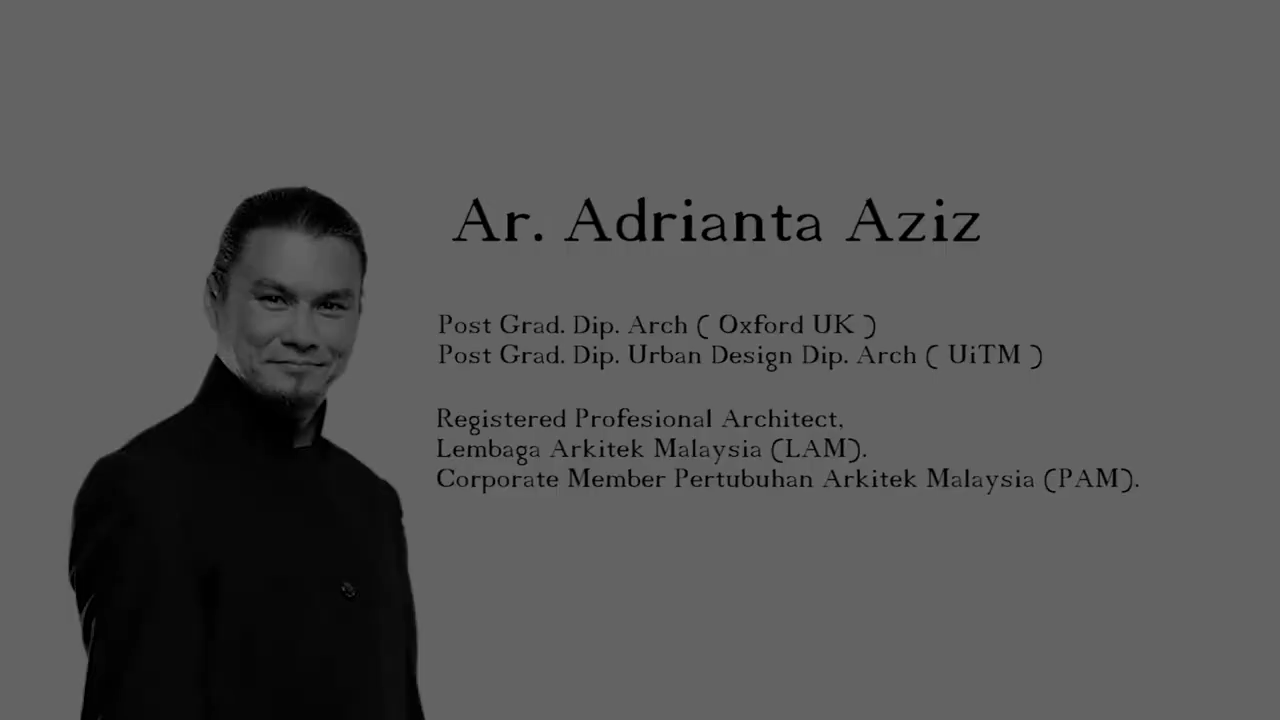 Ar. Adrianta Aziz
Post Grad. Dip. Arch ( Oxford UK )
Post Grad. Dip. Urban Design Dip. Arch ( UiTM )
Registered Profesional Architect,
Lembaga Arkitek Malaysia (LAM).
Corporate Member Pertubuhan Arkitek Malaysia (PAM).